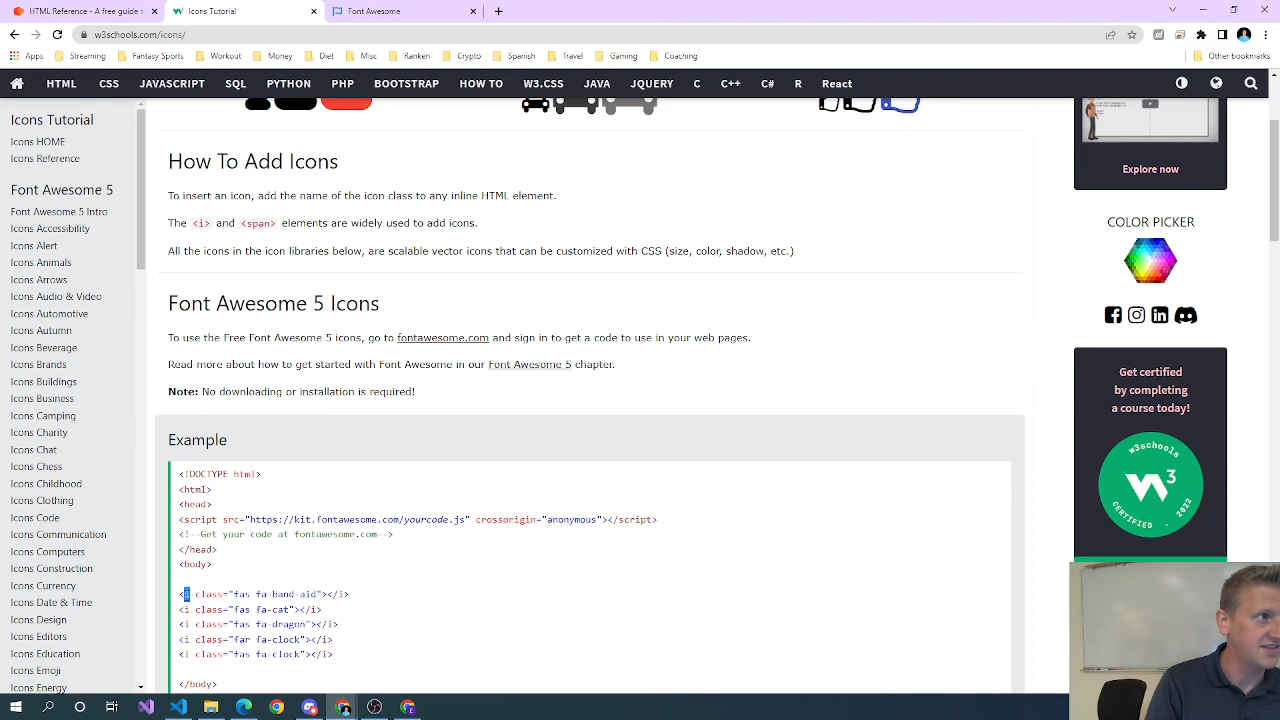 HTML Reference - A free guide to
Icons Tutorial
Font Awesome
w3schools.com/icons/
Apps Streaming Fantasy Sports Workout Money Diet Misc Ranken Crypto Spanish Travel Gaming Coaching Other bookmarks
HTML CSS JAVASCRIPT SQL PYTHON PHP BOOTSTRAP HOW TO W3.CSS JAVA JQUERY C C++ C# R React
Icons Tutorial
Icons HOME
Icons Reference
Font Awesome 5
Font Awesome 5 Intro
Icons Accessibility
Icons Alert
Icons Animals
Icons Arrows
Icons Audio & Video
Icons Automotive
Icons Autumn
Icons Beverage
Icons Brands
Icons Buildings
Icons Business
Icons Camping
Icons Charity
Icons Chat
Icons Chess
Icons Childhood
Icons Clothing
Icons Code
Icons Communication
Icons Computers
Icons Construction
Icons Currency
Icons Date & Time
Icons Design
Icons Editors
Icons Education
Icons Emoji
Icons Energy
How To Add Icons
To insert an icon, add the name of the icon class to any inline HTML element.
The <i> and <span> elements are widely used to add icons.
All the icons in the icon libraries below, are scalable vector icons that can be customized with CSS (size, color, shadow, etc.)
Font Awesome 5 Icons
To use the Free Font Awesome 5 icons, go to fontawesome.com and sign in to get a code to use in your web pages.
Read more about how to get started with Font Awesome in our Font Awesome 5 chapter.
Note: No downloading or installation is required!
Example
<!DOCTYPE html>
<html>
<head>
<script src="https://kit.fontawesome.com/yourcode.js" crossorigin="anonymous"></script>
<!--Get your code at fontawesome.com-->
</head>
<body>
<i class="fas fa-band-aid"></i>
<i class="fas fa-cat"></i>
<i class="fas fa-dragon"></i>
<i class="far fa-clock"></i>
<i class="fas fa-clock"></i>
</body>
Explore now
COLOR PICKER
Get certified
by completing
a course today!
w3schools
W3
CERTIFIED . 2022